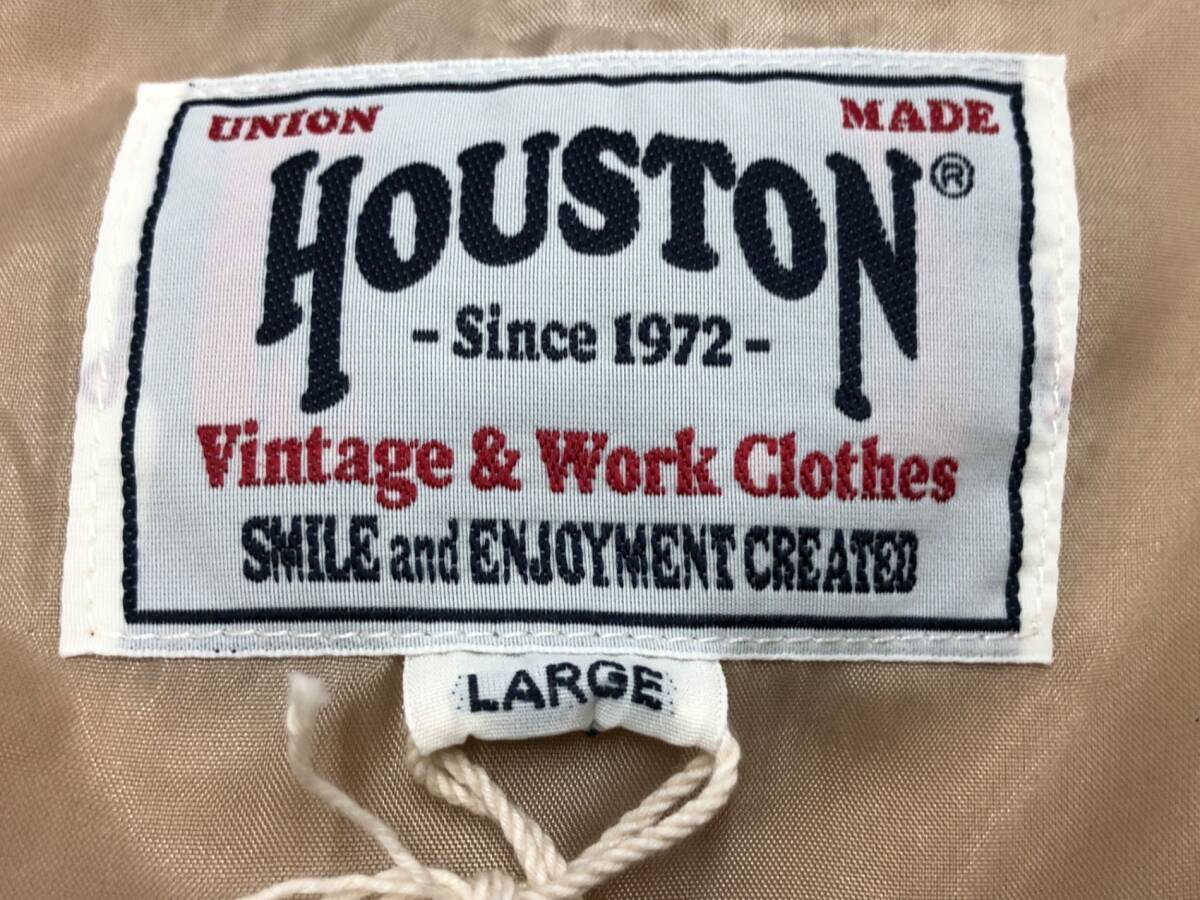 UNION MADE
HOUSTON®
- Since 1972 -
Vintage & Work Clothes
SMILE and ENJOYMENT CREATED
LARGE